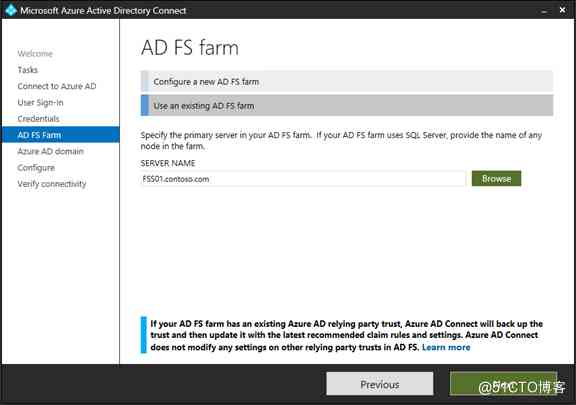 Microsoft Azure Active Directory Connect
Welcome
Tasks
Connect to Azure AD
User Sign-in
Credentials
AD FS Farm
Azure AD domain
Configure
Verify connectivity
AD FS farm
Configure a new AD FS farm
Use an existing AD FS farm
Specify the primary server in your AD FS farm. If your AD FS farm uses SQL Server, provide the name of any
node in the farm.
SERVER NAME
FSS01.contoso.com
Browse
If your AD FS farm has an existing Azure AD relying party trust, Azure AD Connect will back up the
trust and then update it with the latest recommended claim rules and settings. Azure AD Connect
does not modify any settings on other relying party trusts in AD FS. Learn more
Previous
@51CTO博客